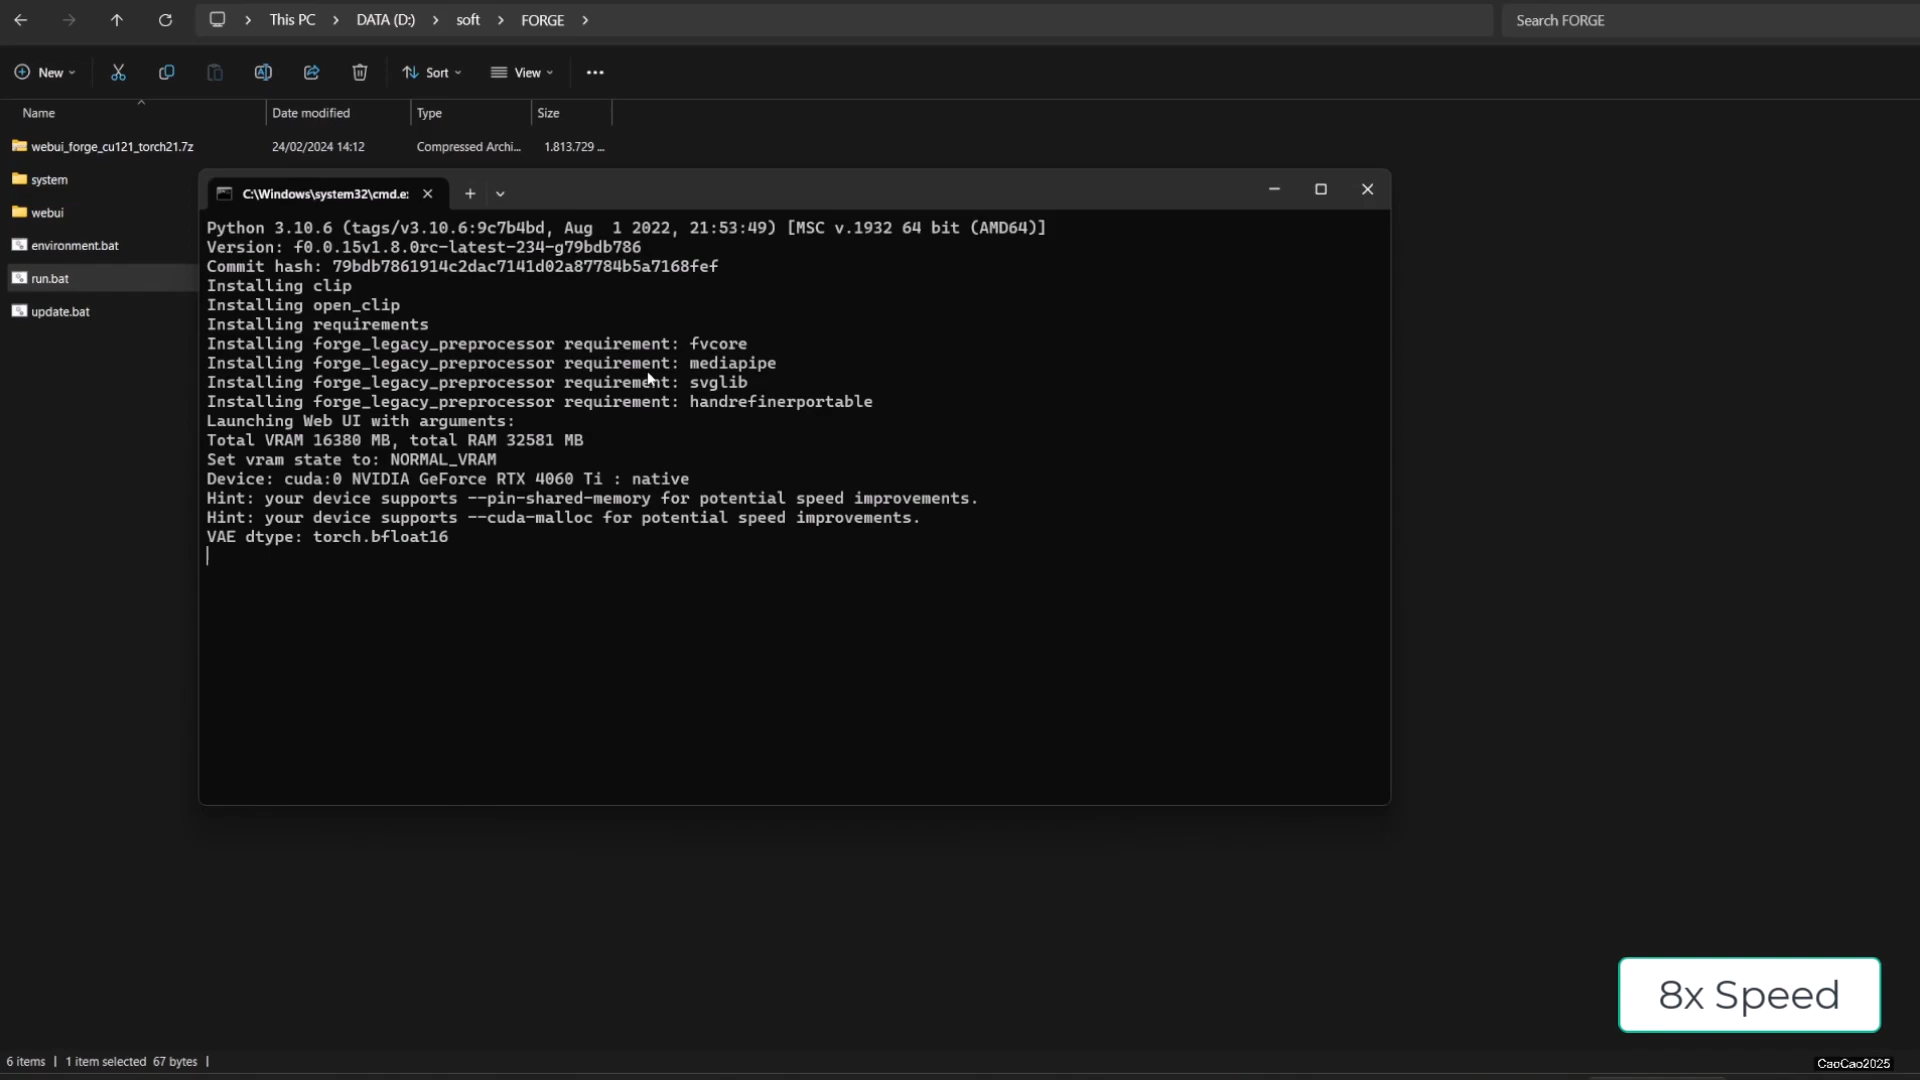 This PC
DATA (D:)
soft
FORGE
Search FORGE
New
Sort
View
Name
Date modified
Type
Size
webui_forge_cu121_torch21.7z
24/02/2024 14:12
Compressed Archi...
1.813.729 ...
system
webui
environment.bat
run.bat
update.bat
C:\Windows\system32\cmd.e:
Python 3.10.6 (tags/v3.10.6:9c7b4bd, Aug  1 2022, 21:53:49) [MSC v.1932 64 bit (AMD64)]
Version: f0.0.15v1.8.0rc-latest-234-g79bdb786
Commit hash: 79bdb7861914c2dac7141d02a87784b5a7168fef
Installing clip
Installing open_clip
Installing requirements
Installing forge_legacy_preprocessor requirement: fvcore
Installing forge_legacy_preprocessor requirement: mediapipe
Installing forge_legacy_preprocessor requirement: svglib
Installing forge_legacy_preprocessor requirement: handrefinerportable
Launching Web UI with arguments:
Total VRAM 16380 MB, total RAM 32581 MB
Set vram state to: NORMAL_VRAM
Device: cuda:0 NVIDIA GeForce RTX 4060 Ti : native
Hint: your device supports --pin-shared-memory for potential speed improvements.
Hint: your device supports --cuda-malloc for potential speed improvements.
VAE dtype: torch.bfloat16
8x Speed
6 items
1 item selected 67 bytes
CaoCao2025